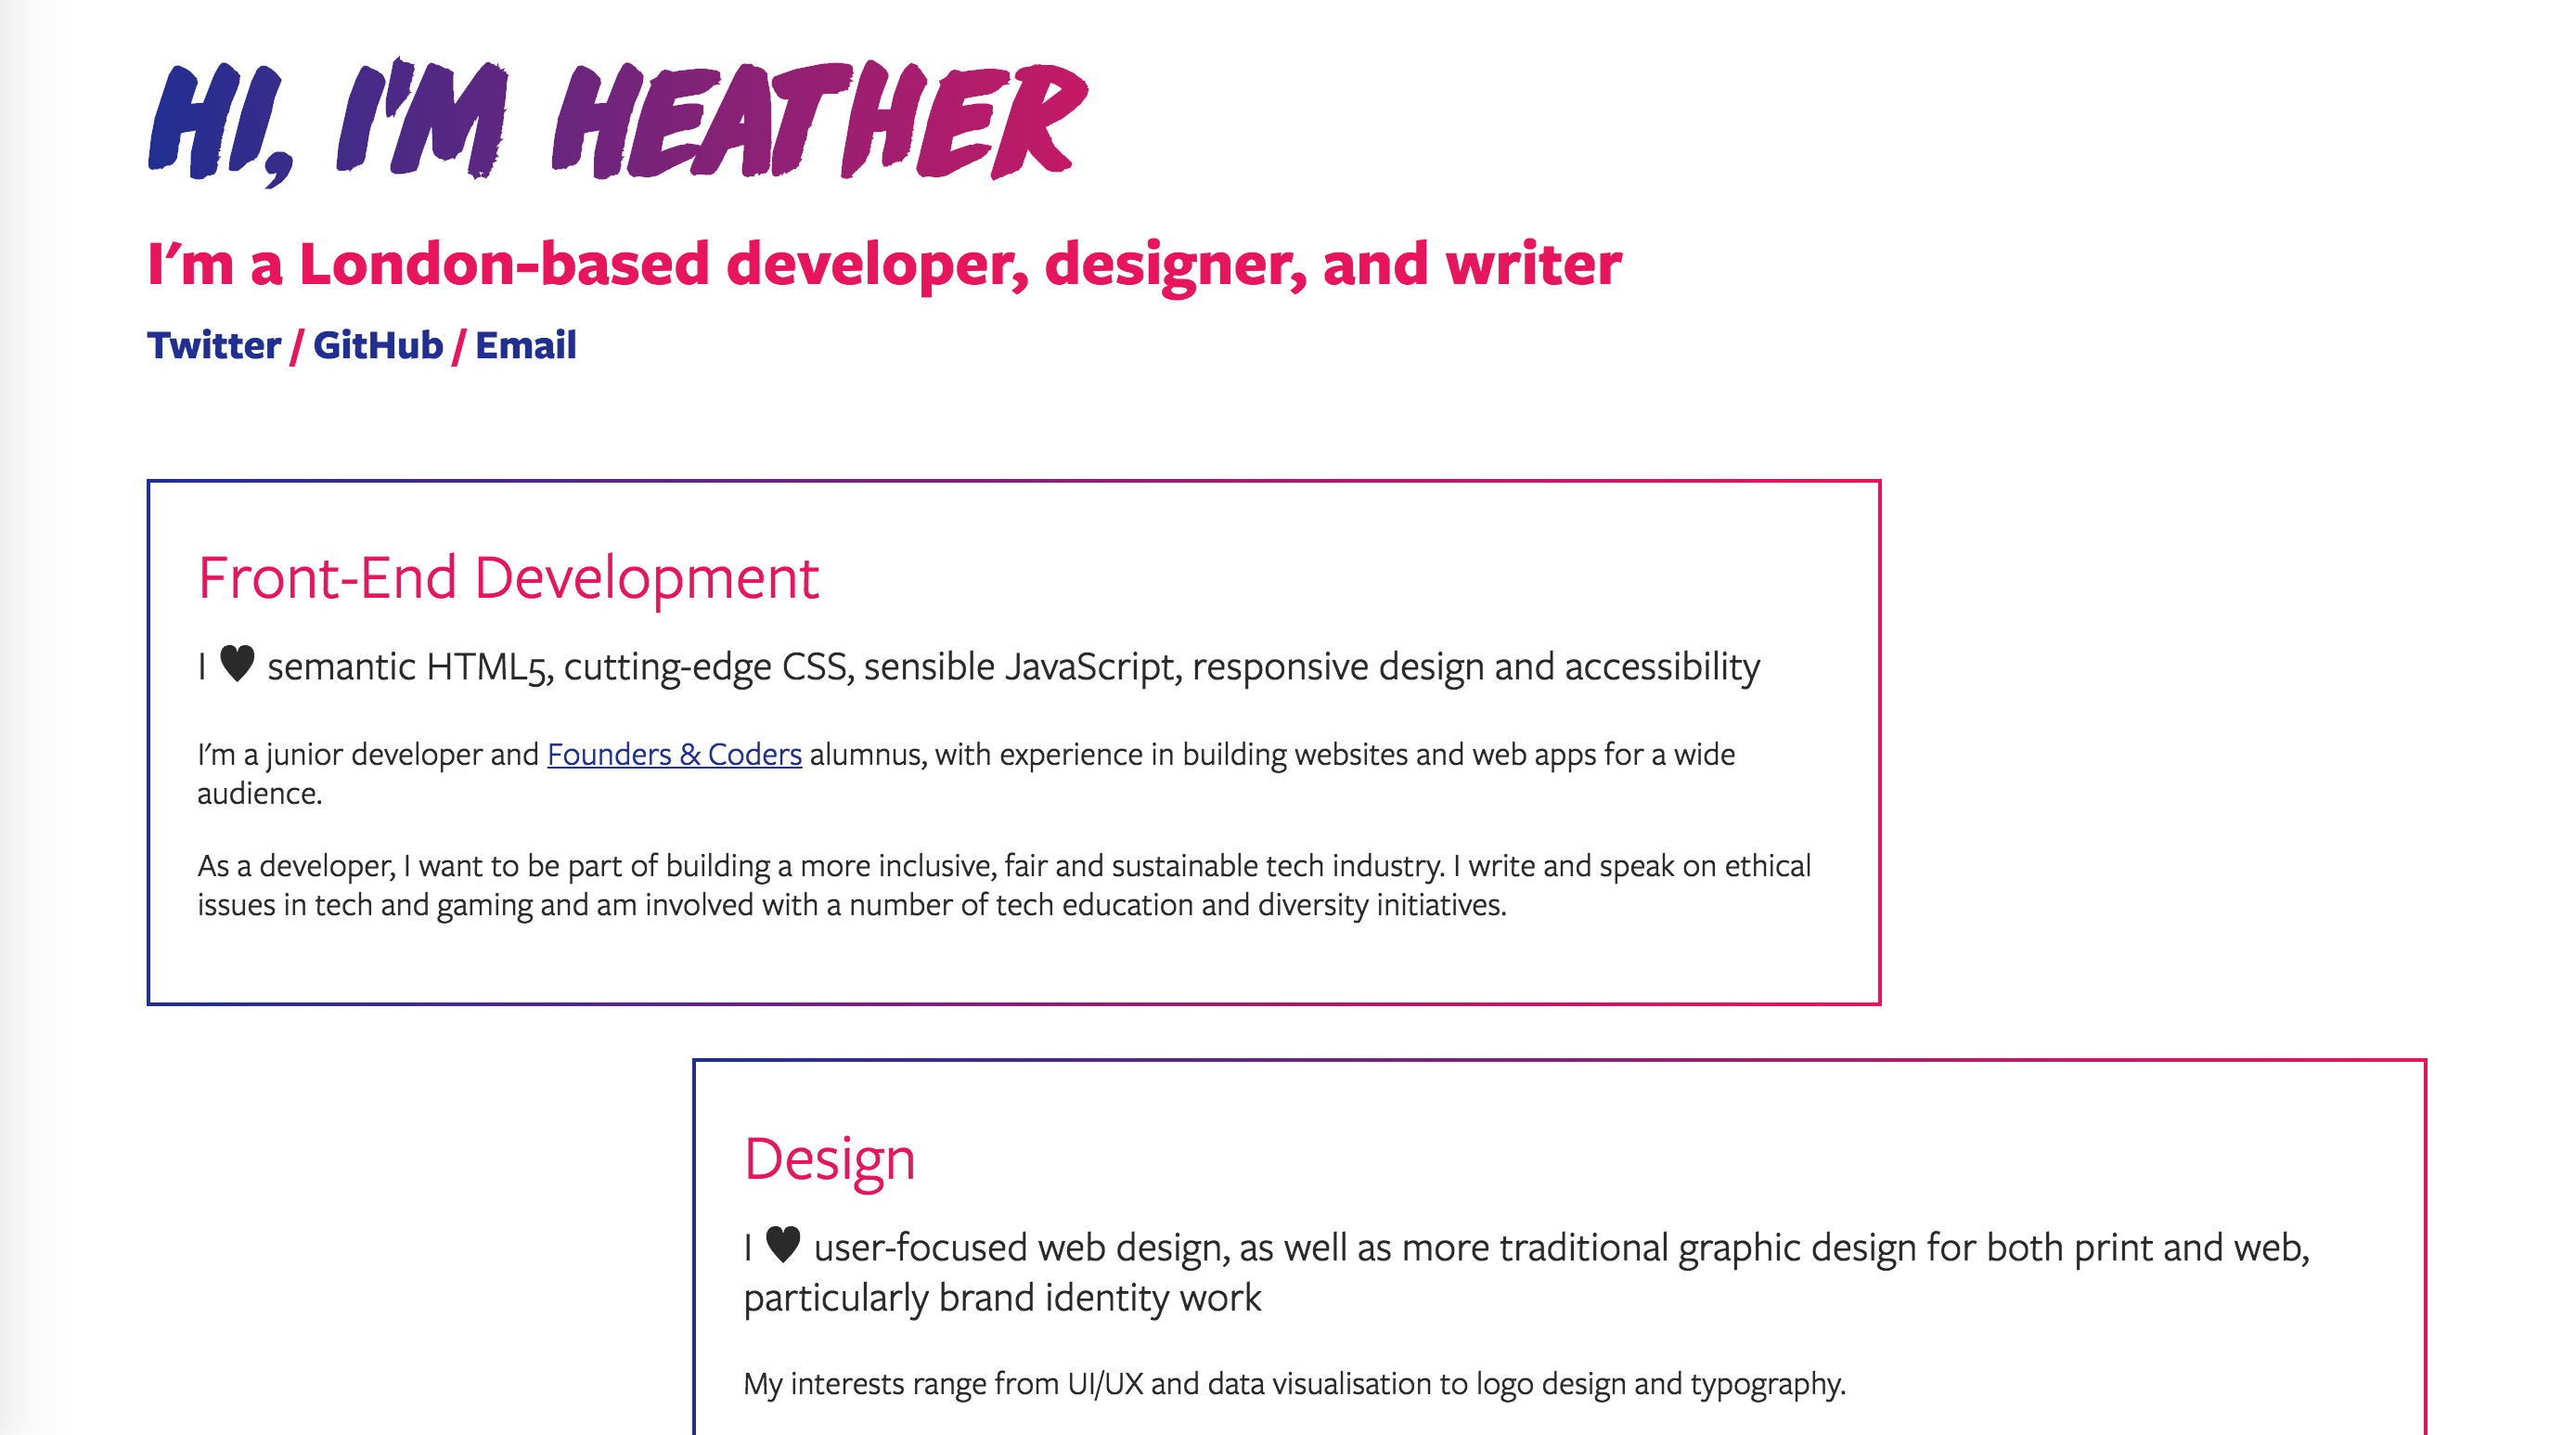 HI, I'M HEATHER
I'm a London-based developer, designer, and writer
Twitter / GitHub / Email
Front-End Development
I ♥ semantic HTML5, cutting-edge CSS, sensible JavaScript, responsive design and accessibility
I'm a junior developer and Founders & Coders alumnus, with experience in building websites and web apps for a wide
audience.
As a developer, I want to be part of building a more inclusive, fair and sustainable tech industry. I write and speak on ethical
issues in tech and gaming and am involved with a number of tech education and diversity initiatives.
Design
I ♥ user-focused web design, as well as more traditional graphic design for both print and web,
particularly brand identity work
My interests range from UI/UX and data visualisation to logo design and typography.